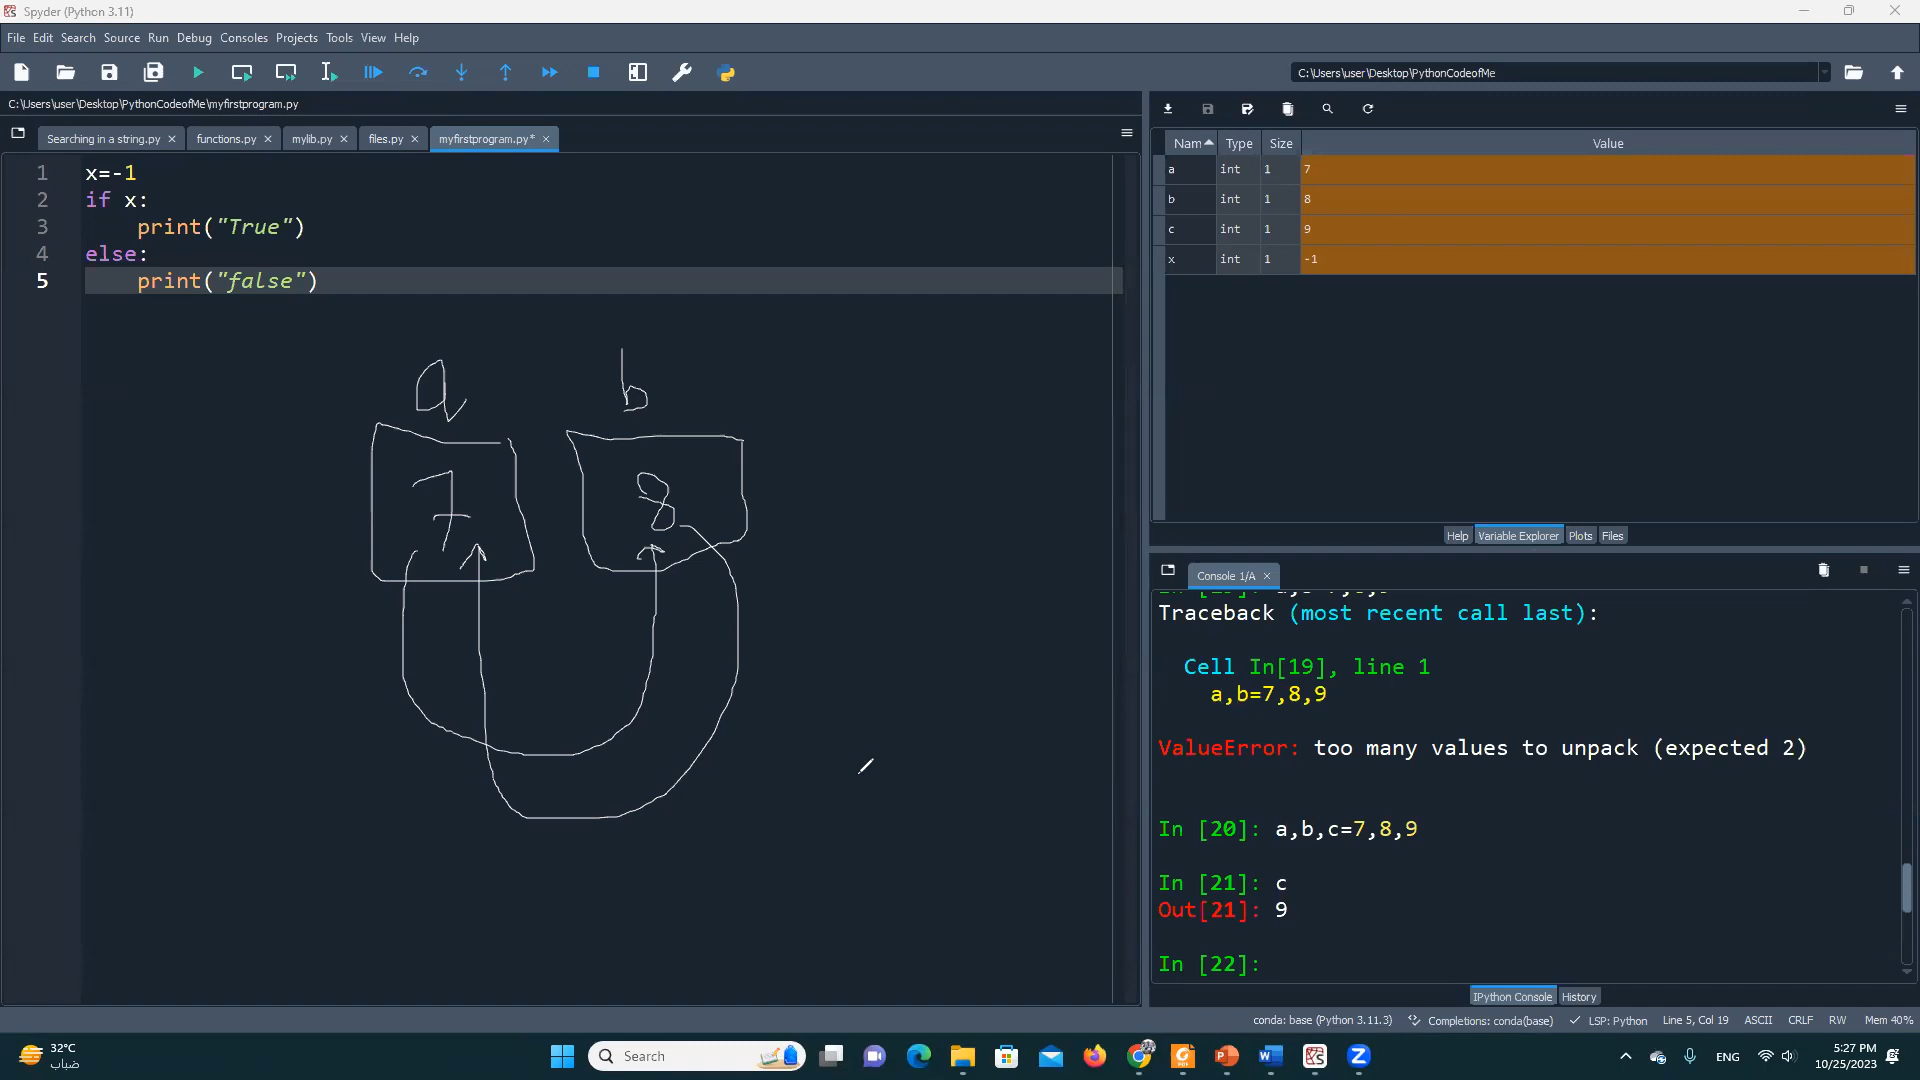 Spyder (Python 3.11)
File Edit Search Source Run Debug Consoles Projects Tools View Help
C:\Users\user\Desktop\PythonCodeofMe
C:\Users\user\Desktop\PythonCodeofMe\myfirstprogram.py
Searching in a string.py functions.py mylib.py files.py myfirstprogram.py*
1 x=-1
2 if x:
3 print("True")
4 else:
5 print("false")
a b
7 8
Nam Type Size Value
a int 1 7
b int 1 8
c int 1 9
x int 1 -1
Help Variable Explorer Plots Files
Console 1/A
Traceback (most recent call last):
Cell In[19], line 1
a,b=7,8,9
ValueError: too many values to unpack (expected 2)
In [20]: a,b,c=7,8,9
In [21]: c
Out[21]: 9
In [22]:
IPython Console History
conda: base (Python 3.11.3) Completions: conda(base) LSP: Python Line 5, Col 19 ASCII CRLF RW Mem 40%
32°C
ضباب
Search
ENG
5:27 PM
10/25/2023